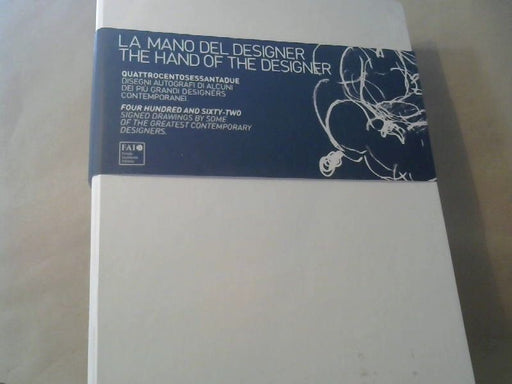 LA MANO DEL DESIGNER
THE HAND OF THE DESIGNER
QUATTROCENTOSESSANTADUE
DISEGNI AUTOGRAFI DI ALCUNI
DEI PIÙ GRANDI DESIGNERS
CONTEMPORANEI.
FOUR HUNDRED AND SIXTY-TWO
SIGNED DRAWINGS BY SOME
OF THE GREATEST CONTEMPORARY
DESIGNERS.
FAI